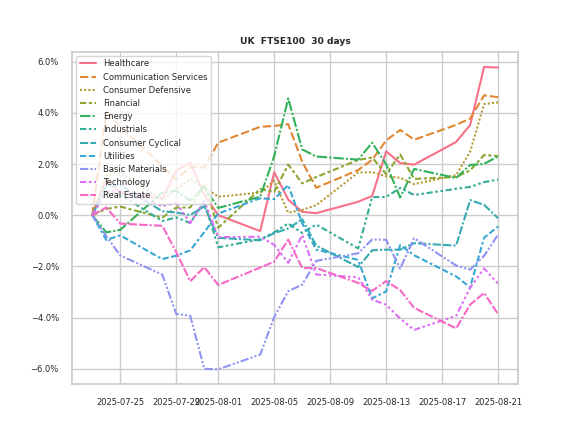 UK  FTSE100  30 days
6.0%
4.0%
2.0%
0.0%
−2.0%
−4.0%
−6.0%
Healthcare
Communication Services
Consumer Defensive
Financial
Energy
Industrials
Consumer Cyclical
Utilities
Basic Materials
Technology
Real Estate
2025-07-25 2025-07-29 2025-08-01 2025-08-05 2025-08-09 2025-08-13 2025-08-17 2025-08-21